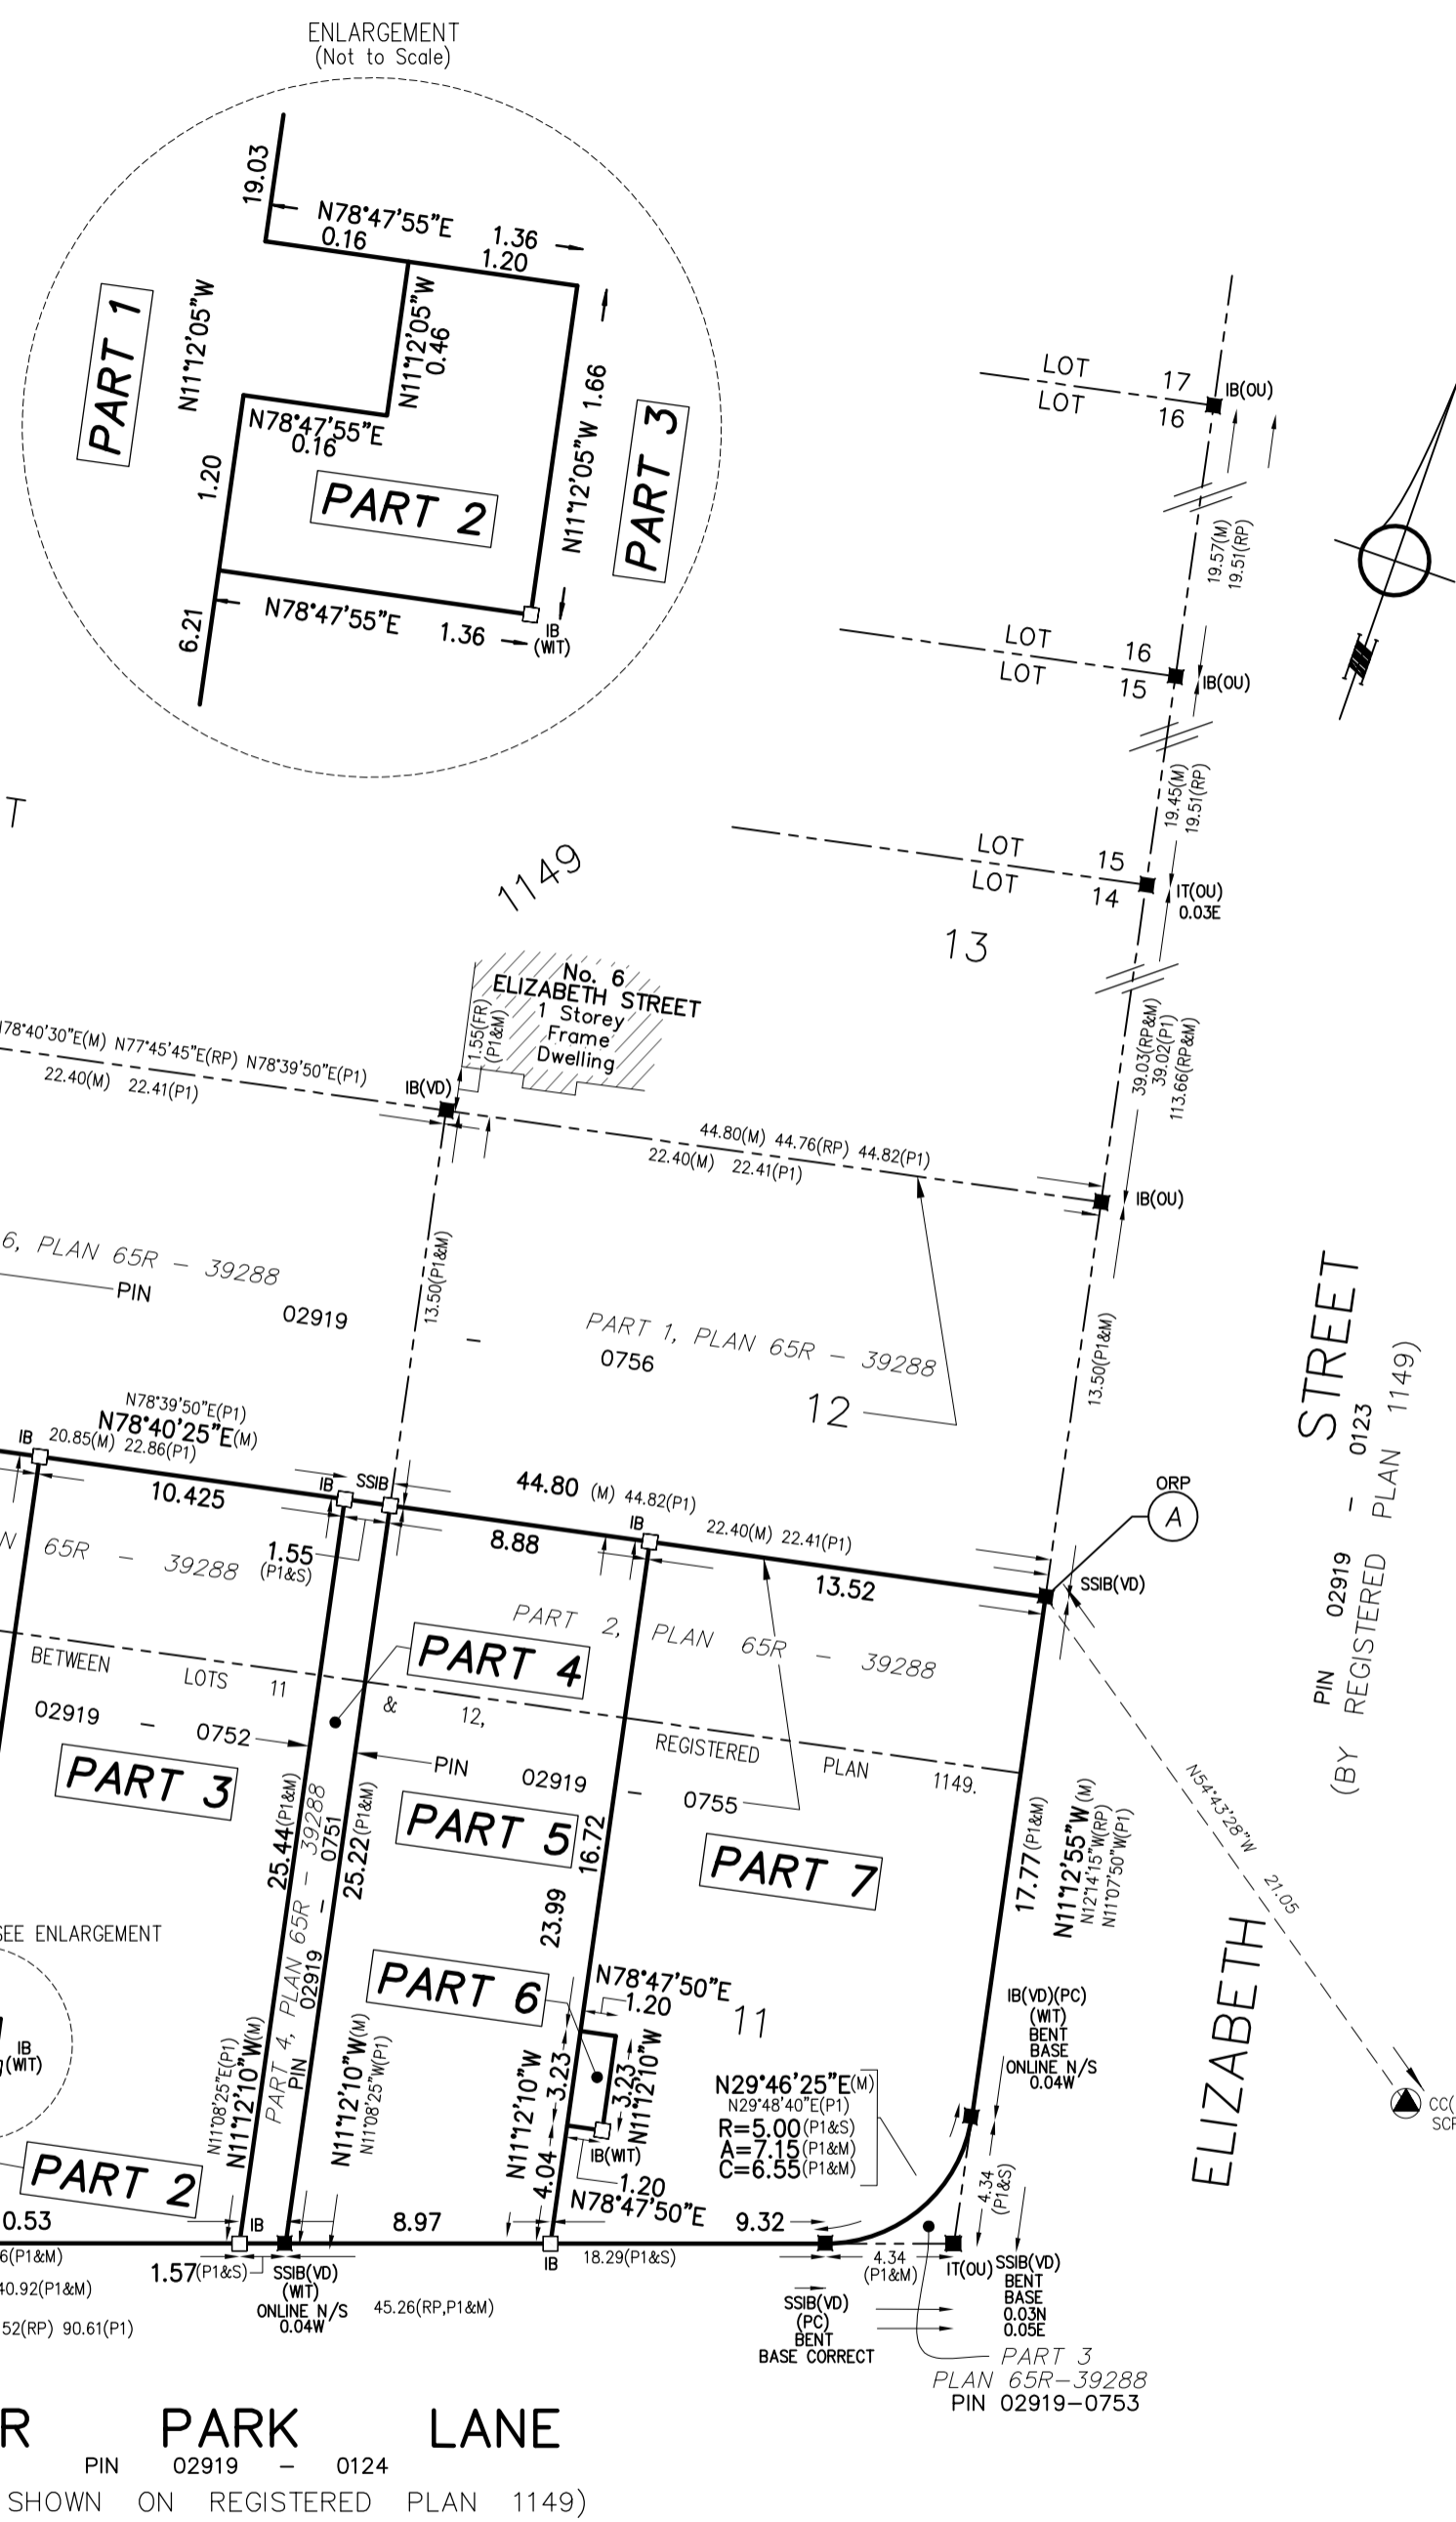 ENLARGEMENT
(Not to Scale)
19.03
N78°47'55"E 1.36
0.16 1.20
PART 1
N11°12'05"W
N11°12'05"W
0.46
N11°12'05"W 1.66
PART 3
N78°47'55"E
0.16
1.20
PART 2
6.21
N78°47'55"E 1.36
IB
(WIT)
LOT 17
LOT 16
IB(OU)
19.57(M)
19.51(RP)
LOT 16
LOT 15
IB(OU)
19.45(M)
19.51(RP)
T
1149
LOT 15
LOT 14
IT(OU)
0.03E
13
No. 6
ELIZABETH STREET
1 Storey
Frame
Dwelling
1.55(FR)
(P1&M)
39.03(RP&M)
39.02(P1)
113.66(RP&M)
78°40'30"E(M) N77°45'45"E(RP) N78°39'50"E(P1)
22.40(M) 22.41(P1)
IB(VD)
44.80(M) 44.76(RP) 44.82(P1)
22.40(M) 22.41(P1)
IB(OU)
6, PLAN 65R - 39288
PIN
02919 - 0756
13.50(P1&M)
PART 1, PLAN 65R - 39288
12
13.50(P1&M)
STREET
PIN 02919 - 0123
(BY REGISTERED PLAN 1149)
N78°39'50"E(P1)
N78°40'25"E(M)
IB 20.85(M) 22.86(P1)
10.425
IB
SSIB
44.80 (M) 44.82(P1)
8.88
IB
22.40(M) 22.41(P1)
13.52
ORP
A
SSIB(VD)
N 65R - 39288
1.55
(P1&S)
PART 2, PLAN 65R - 39288
PART 4
BETWEEN LOTS 11 & 12, REGISTERED PLAN 1149.
02919 - 0752
PART 3
PIN 02919 - 0755
PART 5
PART 7
25.44(P1&M)
PART 4, PLAN 65R - 39288
PIN 02919 - 0751
25.22(P1&M)
16.72
23.99
17.77(P1&M)
N11°12'55"W(M)
N12°14'15"W(RP)
N11°07'50"W(P1)
N54°43'28"W 21.05
ELIZABETH
SEE ENLARGEMENT
PART 6
N78°47'50"E
1.20
11
IB
(WIT)
N11°08'25"E(P1)
N11°12'10"W(M)
N11°12'10"W(M)
N11°08'25"W(P1)
N11°12'10"W
3.23
3.23
N11°12'10"W
4.04
IB(WIT)
1.20
N78°47'50"E
N29°46'25"E(M)
N29°48'40"E(P1)
R=5.00(P1&S)
A=7.15(P1&M)
C=6.55(P1&M)
IB(VD)(PC)
(WIT)
BENT
BASE
ONLINE N/S
0.04W
CC(
SCR
PART 2
4.34
(P1&S)
0.53
IB
8.97
9.32
6(P1&M)
1.57(P1&S)
SSIB(VD)
(WIT)
ONLINE N/S
0.04W
IB
18.29(P1&S)
4.34
(P1&M)
IT(OU)
SSIB(VD)
BENT
BASE
0.03N
0.05E
40.92(P1&M)
45.26(RP,P1&M)
SSIB(VD)
(PC)
BENT
BASE CORRECT
52(RP) 90.61(P1)
PART 3
PLAN 65R-39288
PIN 02919-0753
R PARK LANE
PIN 02919 - 0124
SHOWN ON REGISTERED PLAN 1149)